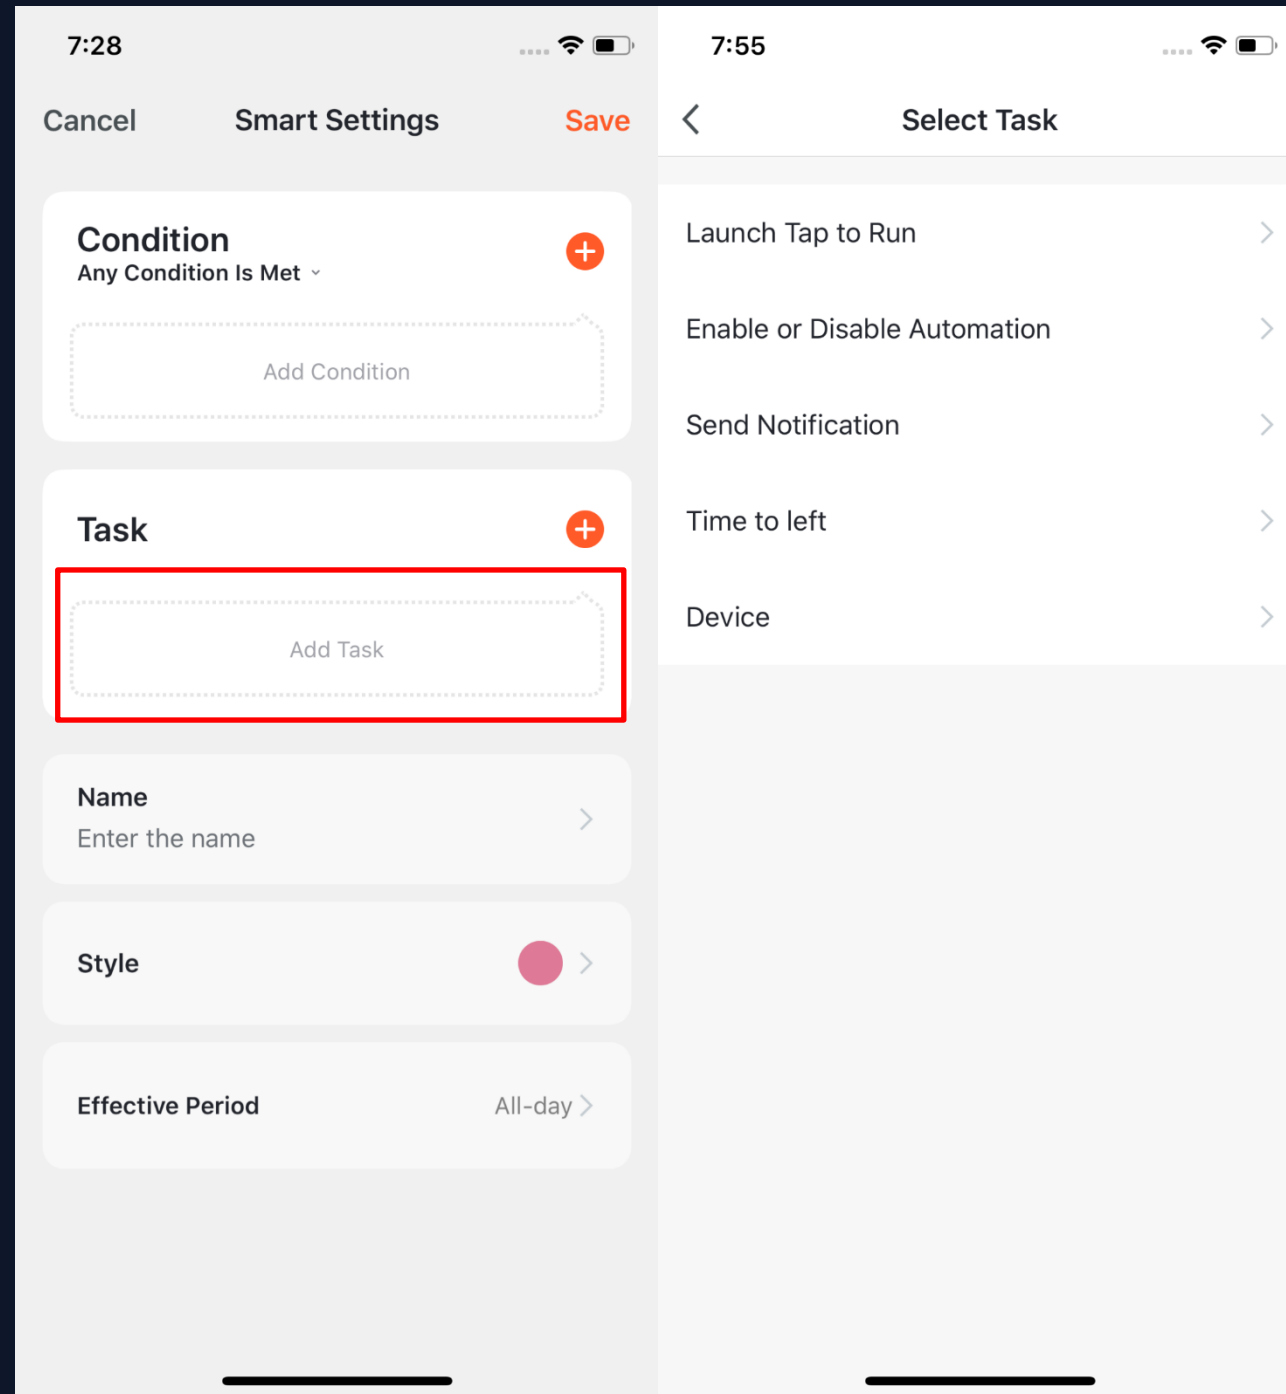 7:28
Cancel
Smart Settings
Save
Condition
Any Condition Is Met
Add Condition
Task
Add Task
Name
Enter the name
Style
Effective Period
All-day
7:55
Select Task
Launch Tap to Run
Enable or Disable Automation
Send Notification
Time to left
Device